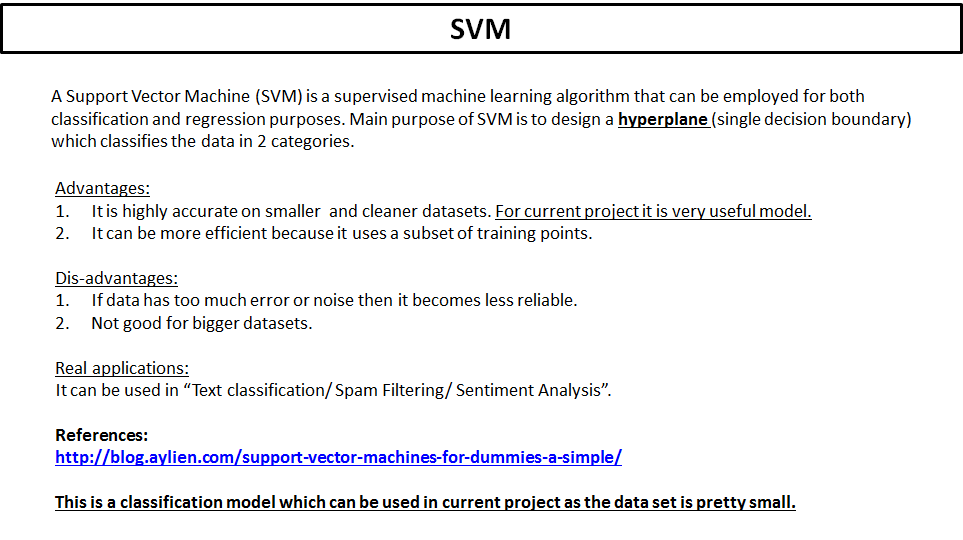 SVM
A Support Vector Machine (SVM) is a supervised machine learning algorithm that can be employed for both
classification and regression purposes. Main purpose of SVM is to design a hyperplane (single decision boundary)
which classifies the data in 2 categories.
Advantages:
1. It is highly accurate on smaller and cleaner datasets. For current project it is very useful model.
2. It can be more efficient because it uses a subset of training points.
Dis-advantages:
1. If data has too much error or noise then it becomes less reliable.
2. Not good for bigger datasets.
Real applications:
It can be used in “Text classification/ Spam Filtering/ Sentiment Analysis”.
References:
http://blog.aylien.com/support-vector-machines-for-dummies-a-simple/
This is a classification model which can be used in current project as the data set is pretty small.